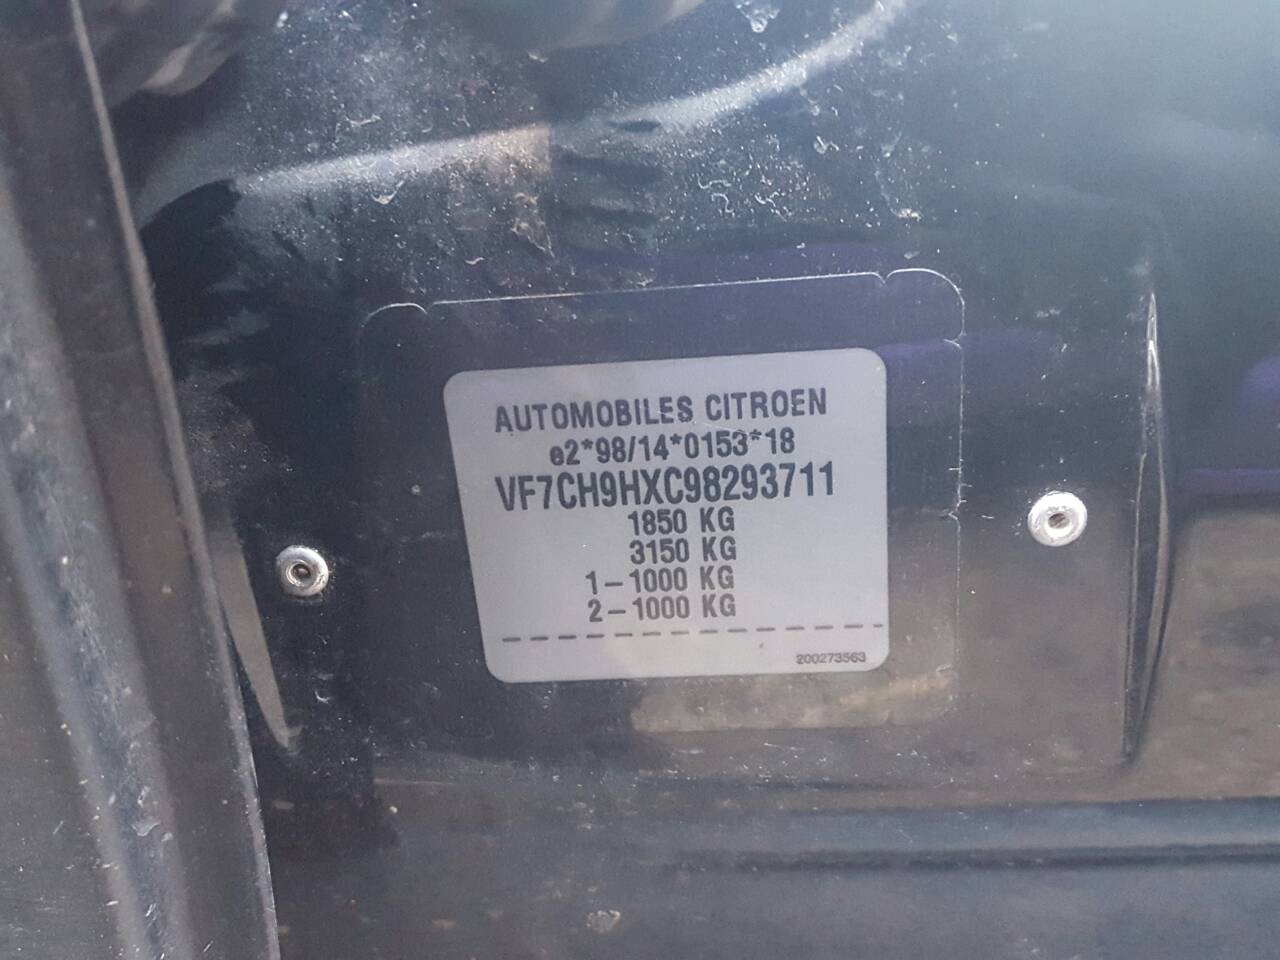 AUTOMOBILES CITROEN
e2*98/14*0153*18
VF7CH9HXC98293711
1850 KG
3150 KG
1-1000 KG
2-1000 KG
200273563